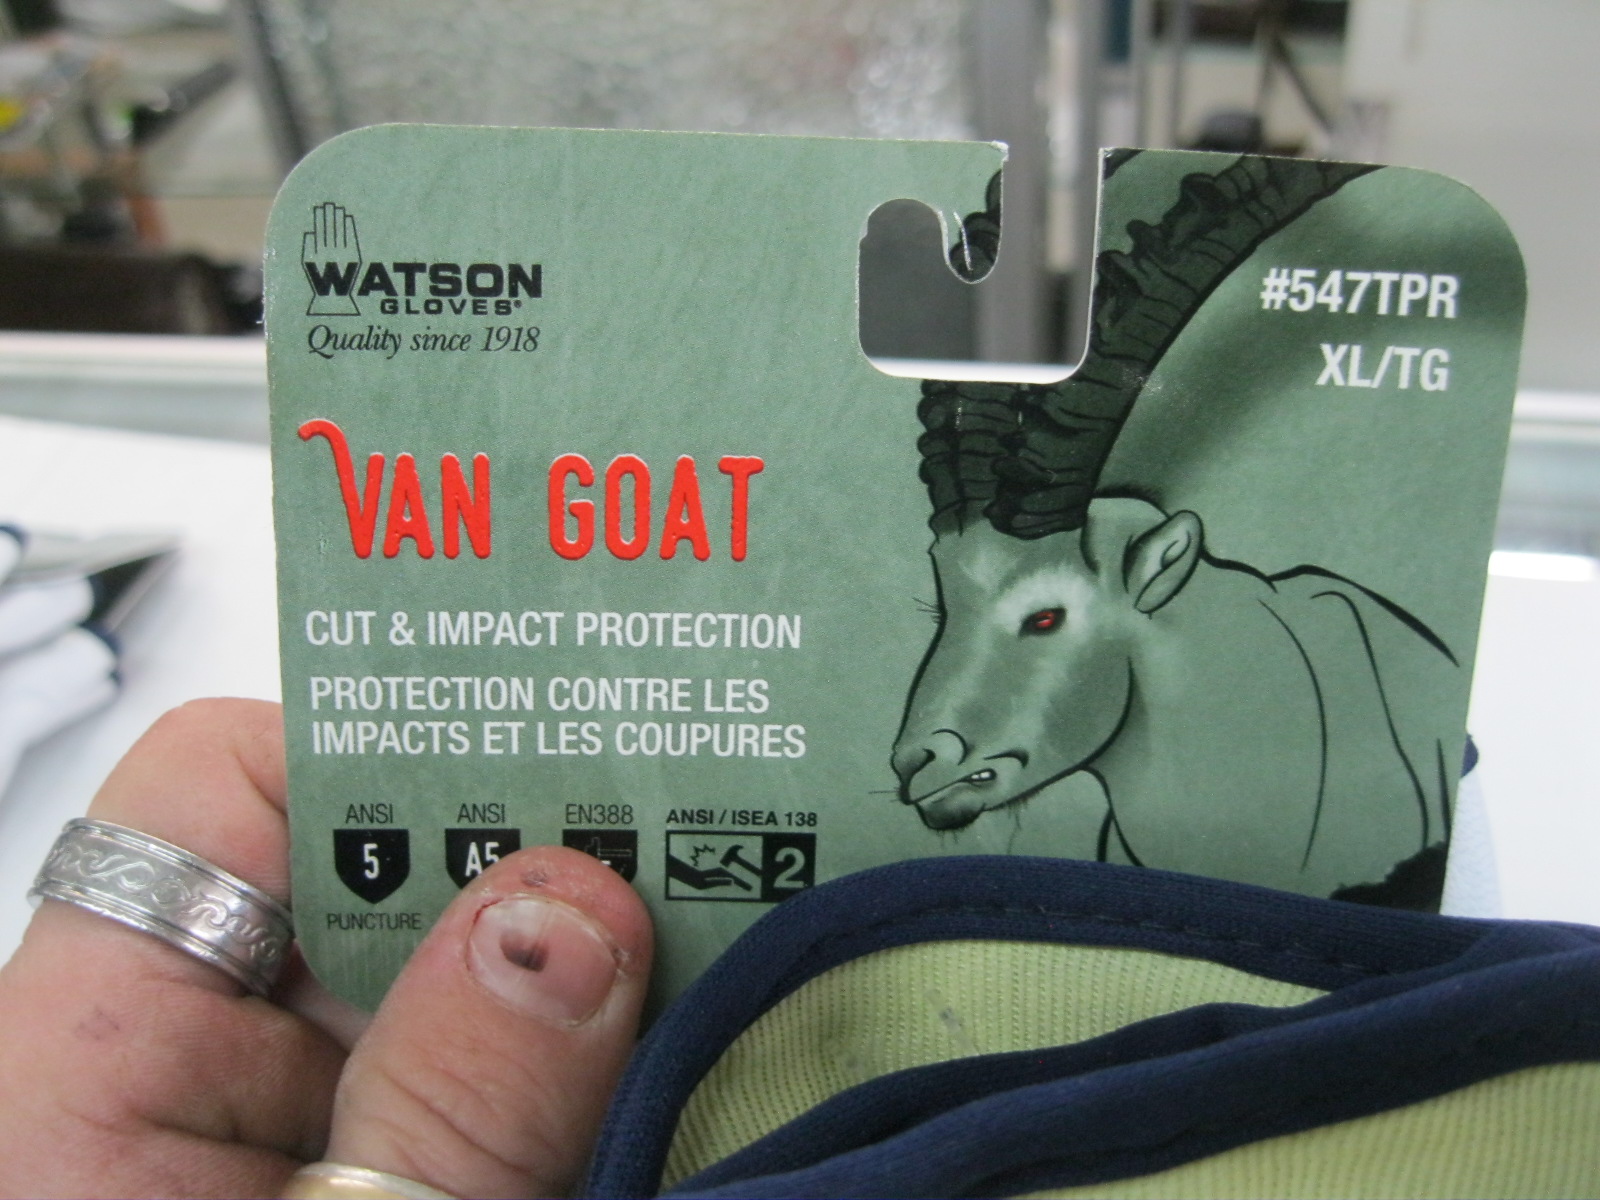 WATSON
GLOVES®
Quality since 1918
#547TPR
XL/TG
VAN GOAT
CUT & IMPACT PROTECTION
PROTECTION CONTRE LES
IMPACTS ET LES COUPURES
ANSI
5
PUNCTURE
ANSI
A5
EN388
ANSI / ISEA 138
2